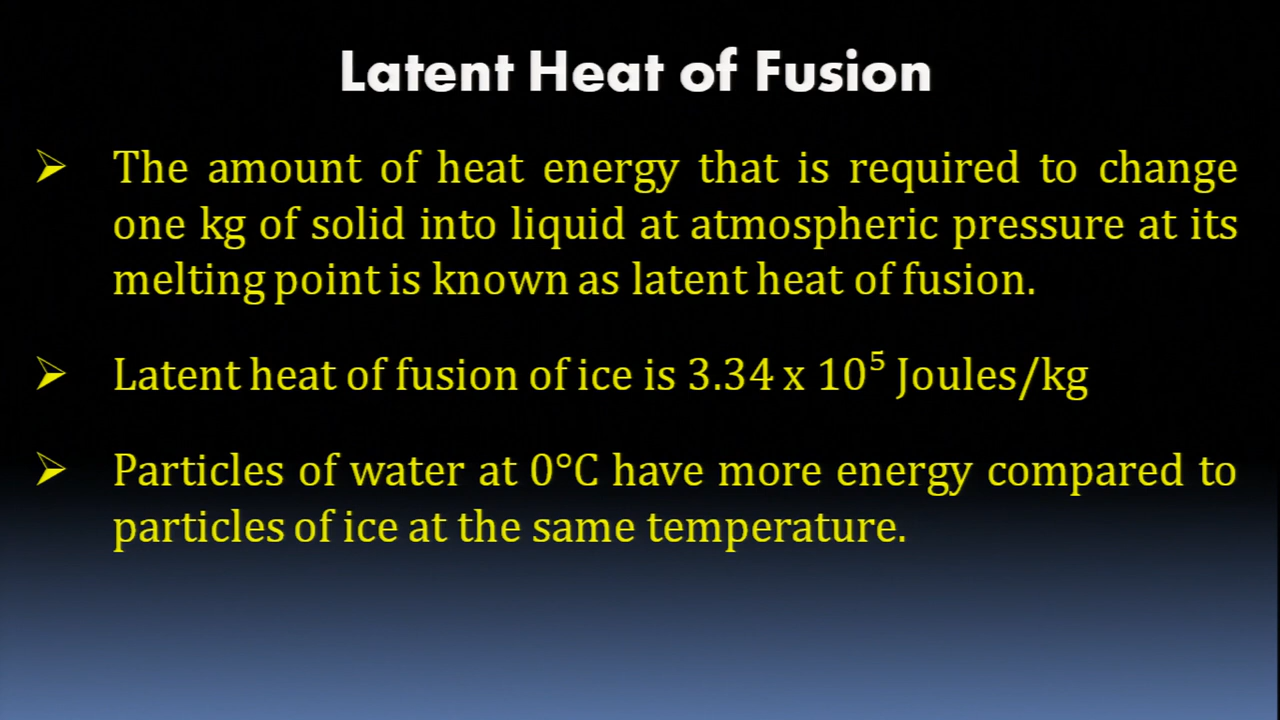 Latent Heat of Fusion
➢ The amount of heat energy that is required to change
one kg of solid into liquid at atmospheric pressure at its
melting point is known as latent heat of fusion.
➢ Latent heat of fusion of ice is 3.34 x 10⁵ Joules/kg
➢ Particles of water at 0°C have more energy compared to
particles of ice at the same temperature.